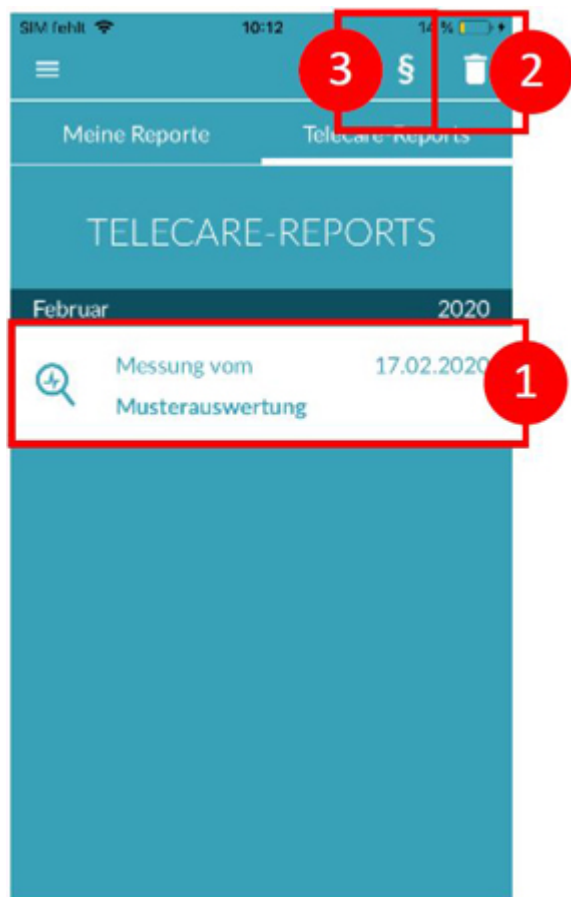 SIM fehlt 10:12 14 %
3 § 2
Meine Reporte Telecare-Reports
TELECARE-REPORTS
Februar 2020
Messung vom 17.02.2020
1
Musterauswertung